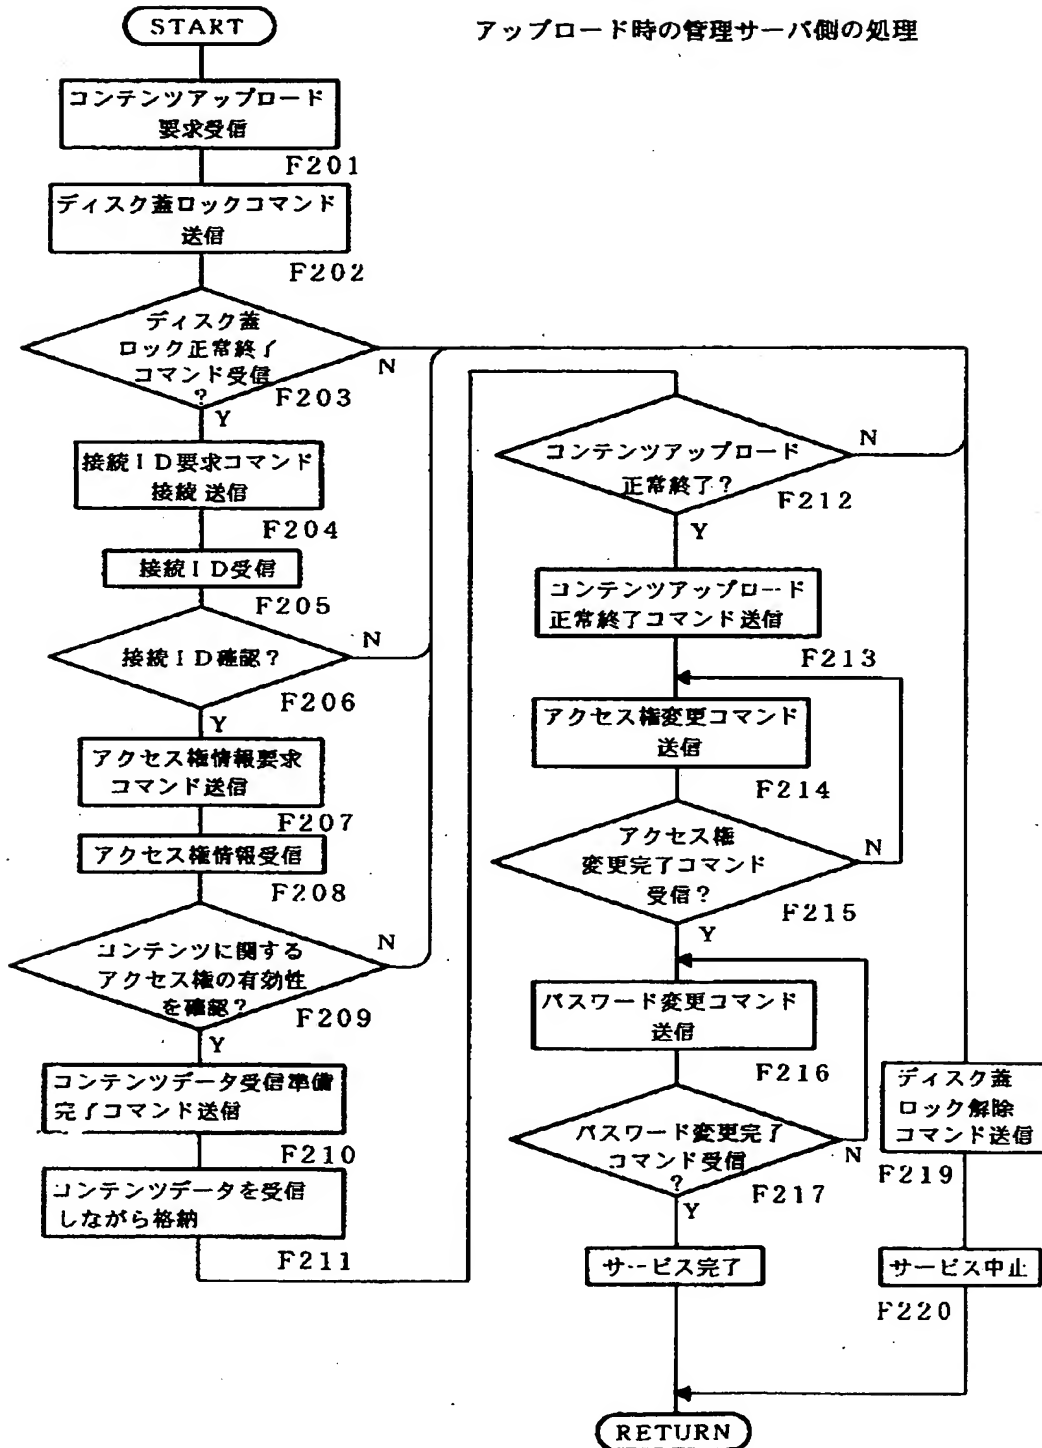 START
アップロード時の管理サーバ側の処理
コンテンツアップロード
要求受信
F201
ディスク蓋ロックコマンド
送信
F202
ディスク蓋
ロック正常終了
コマンド受信
?
F203
N
Y
接続ID要求コマンド
接続 送信
F204
接続ID受信
F205
接続ID確認?
N
F206
Y
アクセス権情報要求
コマンド送信
F207
アクセス権情報受信
F208
コンテンツに関する
アクセス権の有効性
を確認?
N
F209
Y
コンテンツデータ受信準備
完了コマンド送信
F210
コンテンツデータを受信
しながら格納
F211
コンテンツアップロード
正常終了?
N
F212
Y
コンテンツアップロード
正常終了コマンド送信
F213
アクセス権変更コマンド
送信
F214
アクセス権
変更完了コマンド
受信?
N
F215
Y
パスワード変更コマンド
送信
F216
パスワード変更完了
コマンド受信
?
N
F217
Y
サービス完了
ディスク蓋
ロック解除
コマンド送信
F219
サービス中止
F220
RETURN